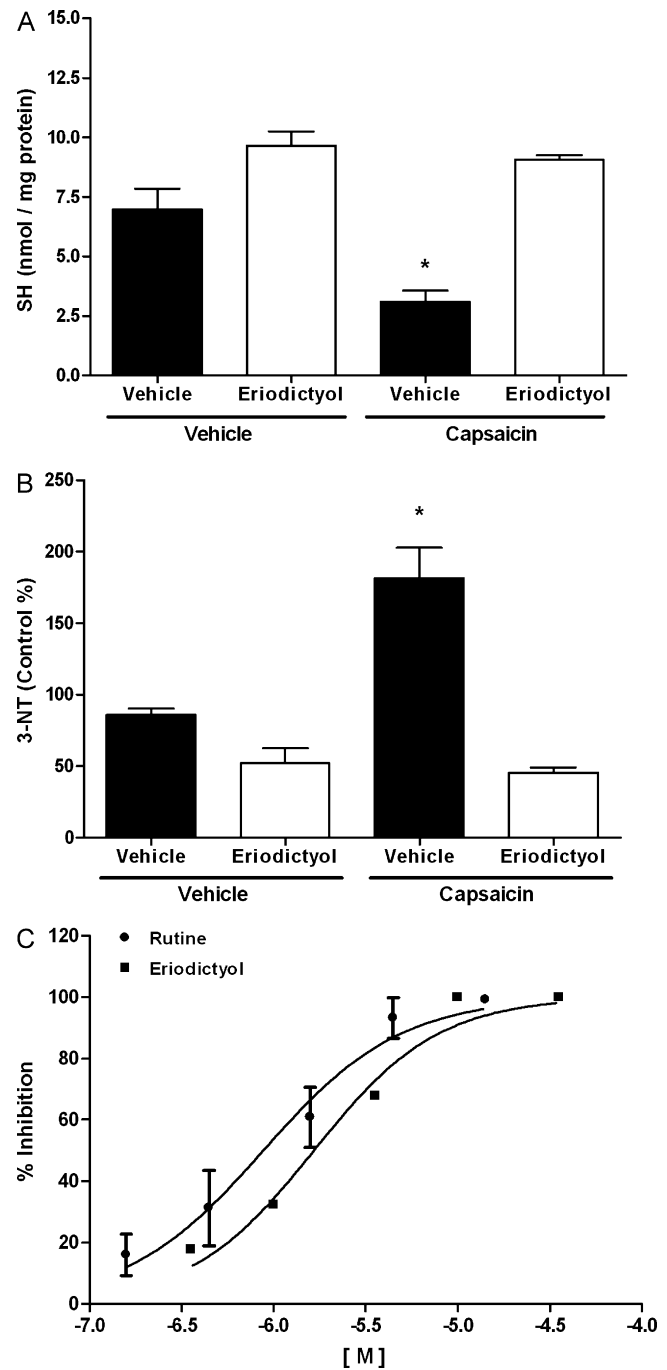 A
SH (nmol / mg protein)
15.0
12.5
10.0
7.5
5.0
2.5
0.0
*
Vehicle Eriodictyol Vehicle Eriodictyol
Vehicle Capsaicin
B
3-NT (Control %)
250
200
150
100
50
0
*
Vehicle Eriodictyol Vehicle Eriodictyol
Vehicle Capsaicin
C
% Inhibition
120
100
80
60
40
20
0
Rutine
Eriodictyol
-7.0 -6.5 -6.0 -5.5 -5.0 -4.5 -4.0
[ M ]